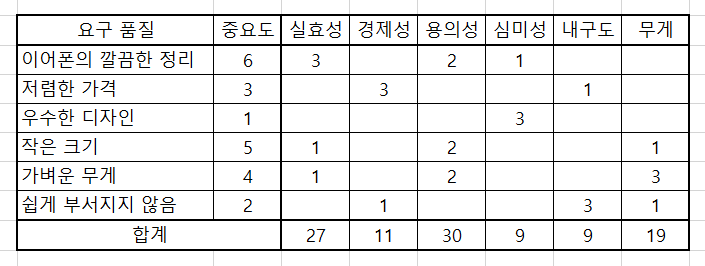 요구 품질 중요도 실효성 경제성 용의성 심미성 내구도 무게
이어폰의 깔끔한 정리 6 3 2 1
저렴한 가격 3 3 1
우수한 디자인 1 3
작은 크기 5 1 2 1
가벼운 무게 4 1 2 3
쉽게 부서지지 않음 2 1 3 1
합계 27 11 30 9 9 19